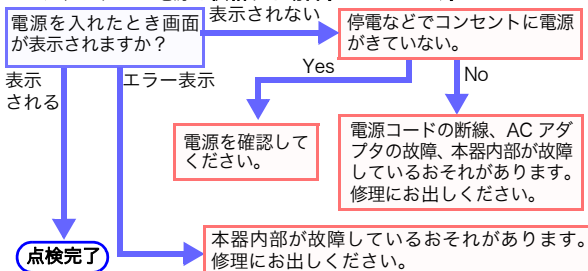 電源を入れたとき画面
が表示されますか？
表示されない
停電などでコンセントに電源
がきていない。
表示
される
エラー表示
Yes
No
電源を確認して
ください。
電源コードの断線、AC アダ
プタの故障、本器内部が故障
しているおそれがあります。
修理にお出しください。
点検完了
本器内部が故障しているおそれがあります。
修理にお出しください。